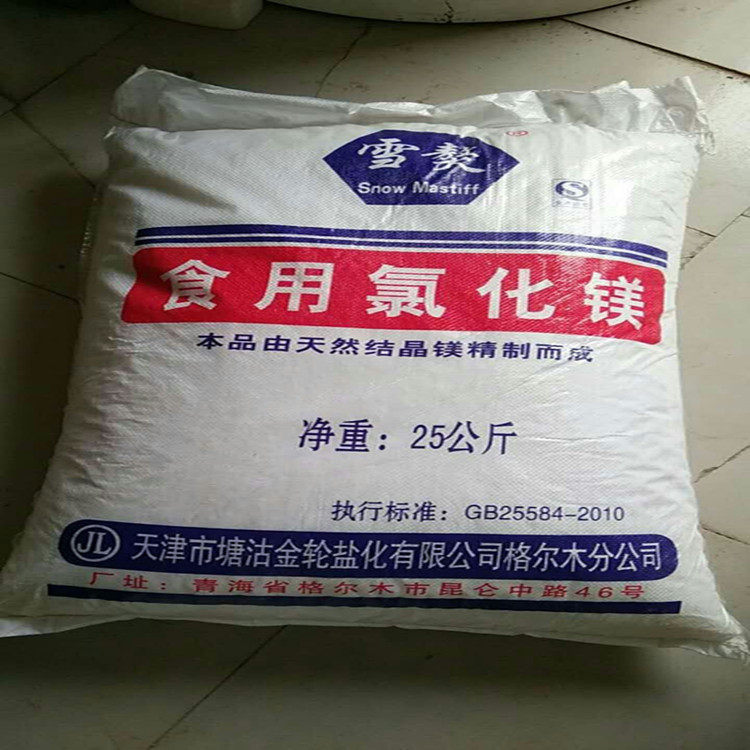 雪獒
®
Snow Mastiff
食用氯化镁
本品由天然结晶镁精制而成
净重：25公斤
执行标准：GB25584-2010
JL 天津市塘沽金轮盐化有限公司格尔木分公司
厂址：青海省格尔木市昆仑中路46号